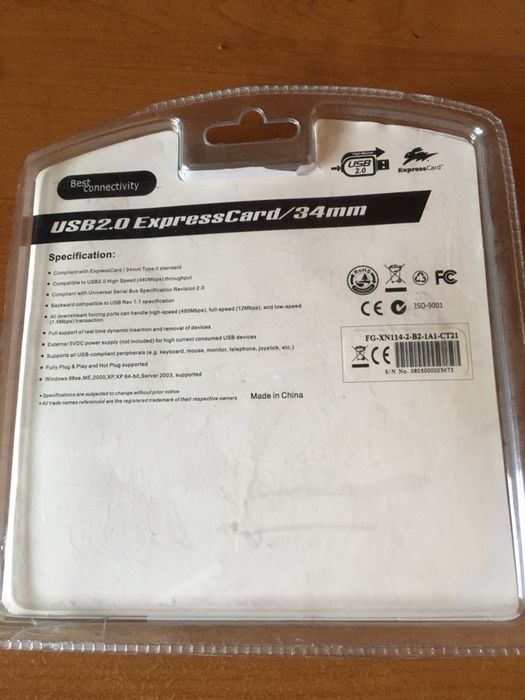 High-Speed
USB
2.0
ExpressCard™
Best
connectivity
USB2.0 ExpressCard/34mm
Specification:
• Compliant with ExpressCard / 34mm Type II standard
• Compatible to USB2.0 High Speed (480Mbps) throughput
• Compliant with Universal Serial Bus Specification Revision 2.0
• Backward compatible to USB Rev 1.1 specification
• All downstream forcing ports can handle high-speed (480Mbps), full-speed (12Mbps), and low-speed
(1.5Mbps) transaction
• Full support of real time dynamic insertion and removal of devices
• External 5VDC power supply (not included) for high current consumed USB devices
• Supports all USB-compliant peripherals (e.g. keyboard, mouse, monitor, telephone, joystick, etc.)
• Fully Plug & Play and Hot Plug supported
• Windows 98se,ME,2000,XP,XP 64-bit,Server 2003, supported
• Specifications are subjected to change without prior notice
• All trade names referenced are the registered trademark of their respective owners
Made in China
RoHS
FC
CE
ISO-9001
FG-XN114-2-B2-1A1-CT21
CE
S/N No. 0805000003673